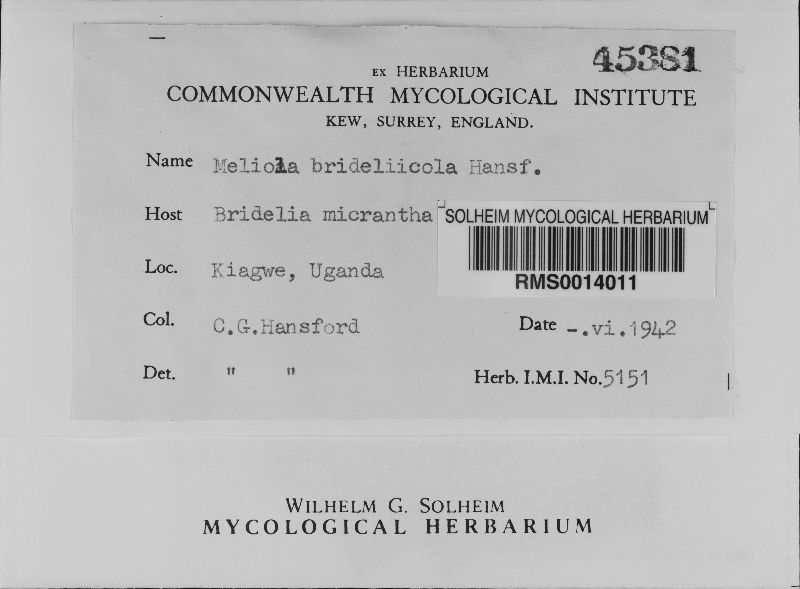 45381
EX HERBARIUM
COMMONWEALTH MYCOLOGICAL INSTITUTE
KEW, SURREY, ENGLAND.
Name Meliola brideliicola Hansf.
Host Bridelia micrantha
SOLHEIM MYCOLOGICAL HERBARIUM
RMS0014011
Loc. Kiagwe, Uganda
Col. C.G.Hansford Date -.vi.1942
Det. " " Herb. I.M.I. No. 5151
WILHELM G. SOLHEIM
MYCOLOGICAL HERBARIUM